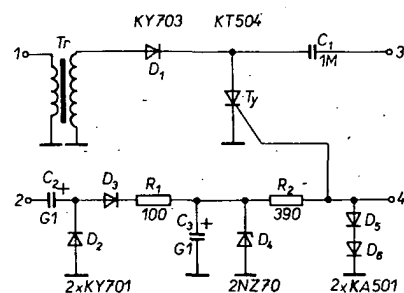 KY703 KT504
1 Tr D1 C1 1M 3
Ty
2 C2 + G1 D3 R1 100 C3 + G1 R2 390 4
D2 D4 D5
D6
2xKY701 2NZ70 2xKA501